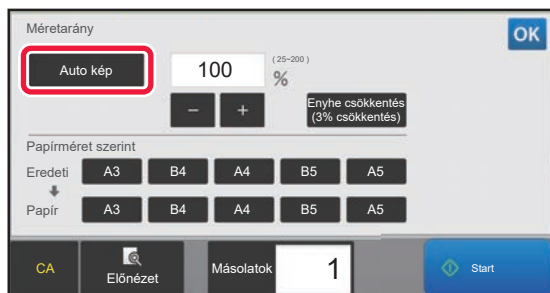 Méretarány
OK
Auto kép
100
(25~200)
%
−
+
Enyhe csökkentés
(3% csökkentés)
Papírméret szerint
Eredeti
A3
B4
A4
B5
A5
Papír
A3
B4
A4
B5
A5
CA
Előnézet
Másolatok
1
Start